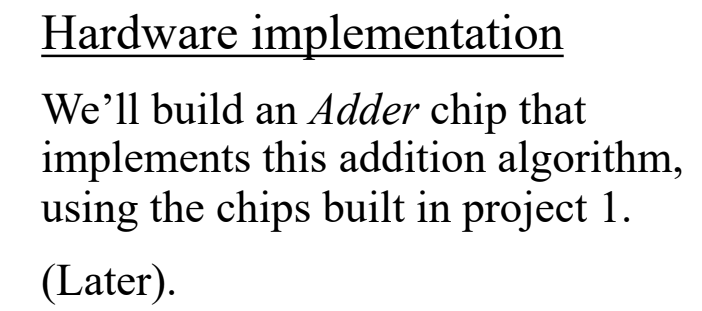 Hardware implementation
We’ll build an Adder chip that
implements this addition algorithm,
using the chips built in project 1.
(Later).